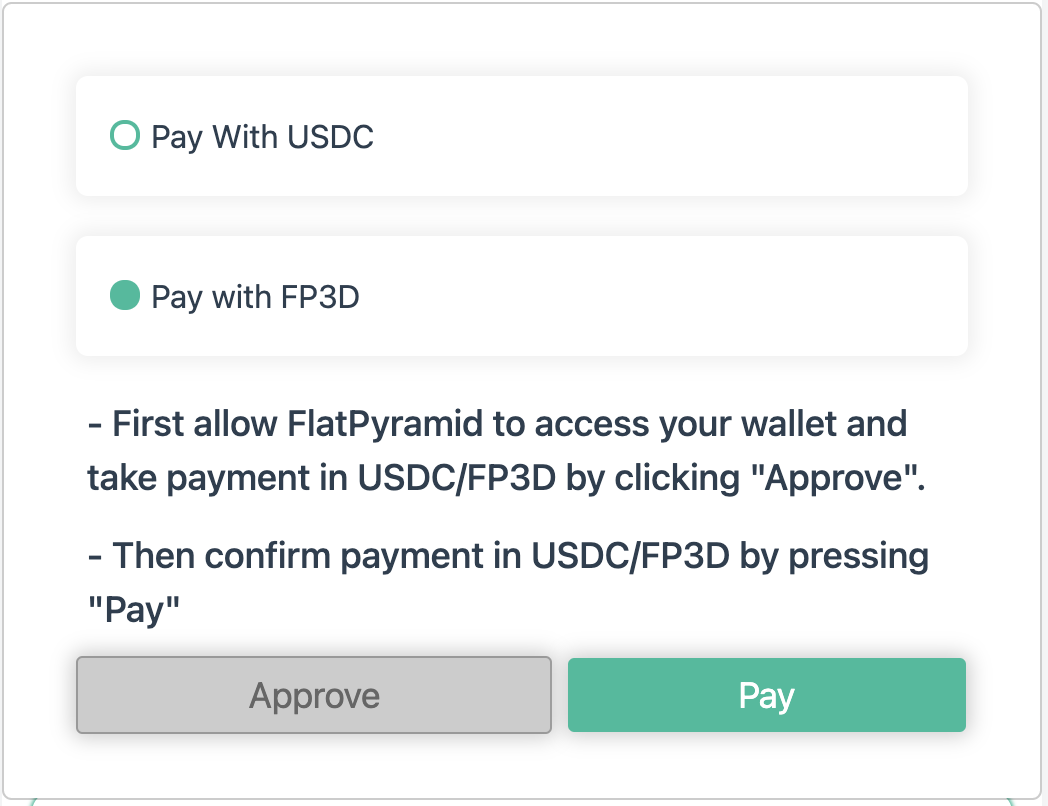 Pay With USDC
Pay with FP3D
- First allow FlatPyramid to access your wallet and
take payment in USDC/FP3D by clicking "Approve".
- Then confirm payment in USDC/FP3D by pressing
"Pay"
Approve
Pay